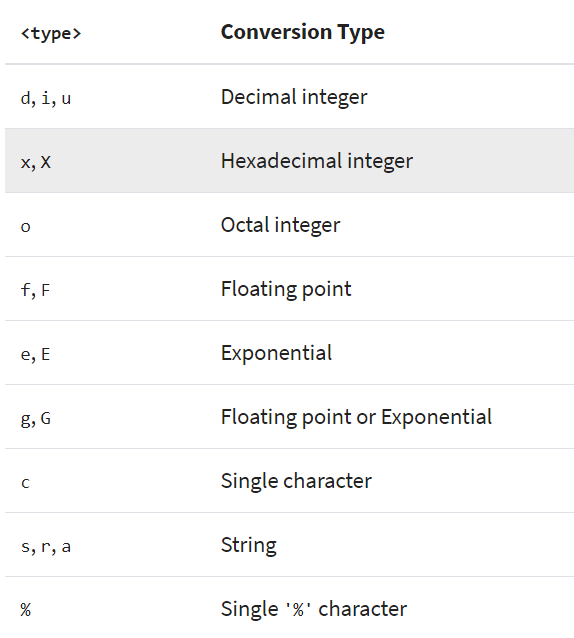 <type> Conversion Type
d, i, u Decimal integer
x, X Hexadecimal integer
o Octal integer
f, F Floating point
e, E Exponential
g, G Floating point or Exponential
c Single character
s, r, a String
% Single '%' character